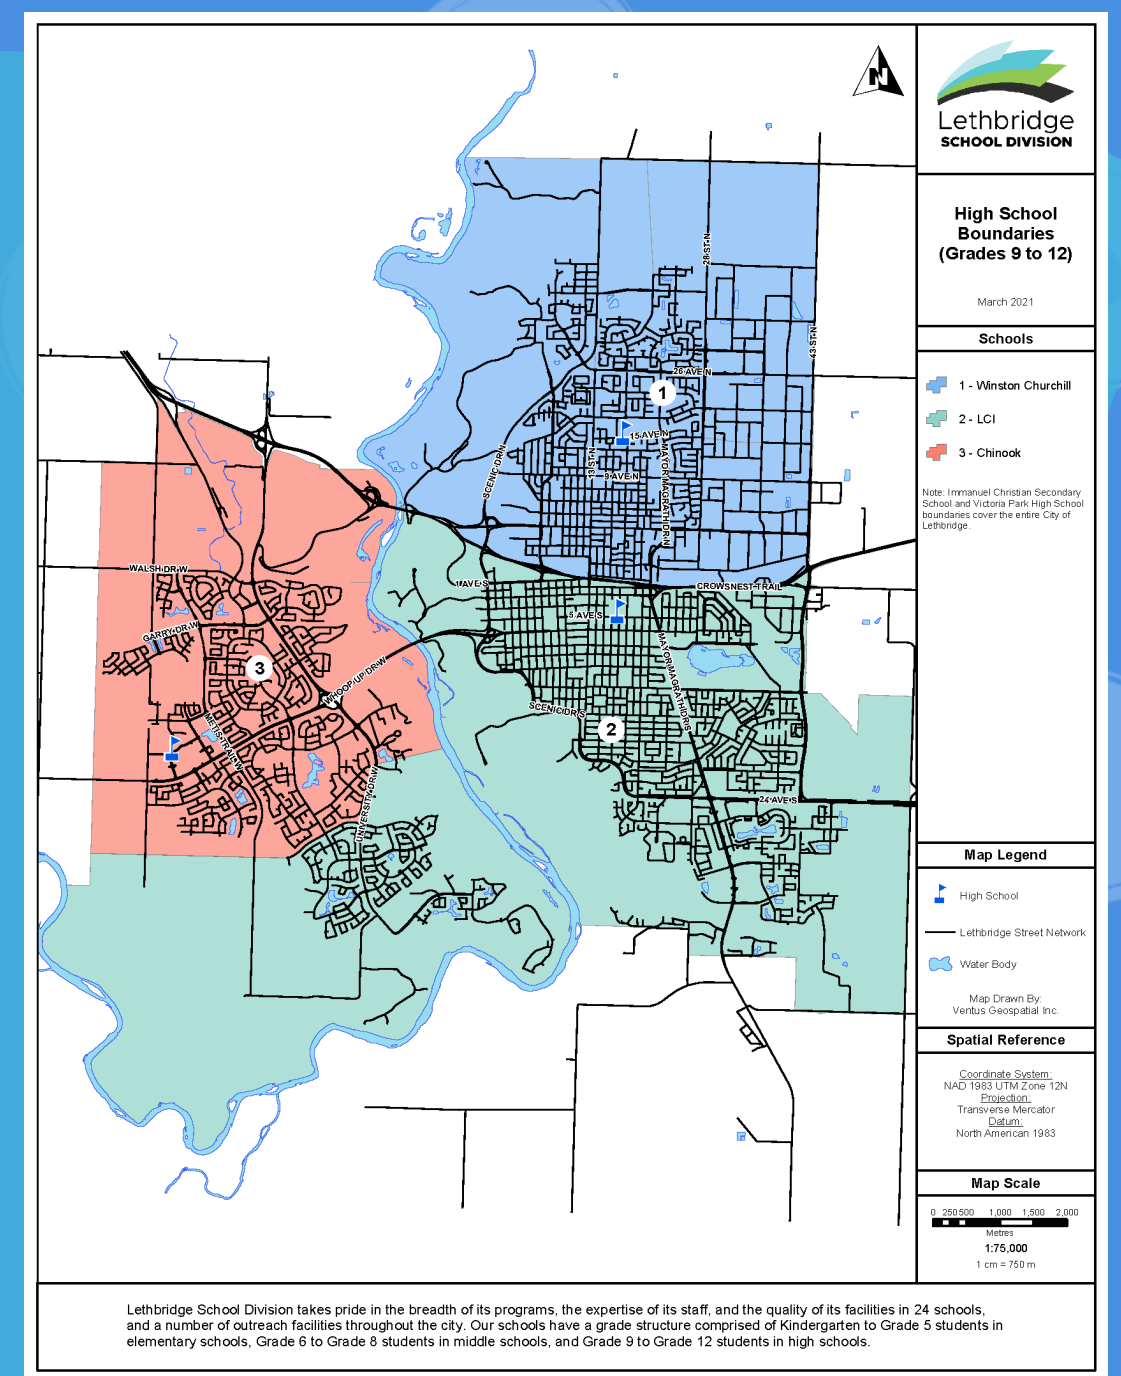 N
Lethbridge
SCHOOL DIVISION
High School
Boundaries
(Grades 9 to 12)
March 2021
Schools
1 - Winston Churchill
2 - LCI
3 - Chinook
Note: Immanuel Christian Secondary
School and Victoria Park High School
boundaries cover the entire City of
Lethbridge.
28 ST N
43 ST N
26 AVE N
1
15 AVE N
SCENIC DR N
13 ST N
9 AVE N
MAYOR MAGRATH DR N
WALSH DR W
1 AVE S
CROWSNEST TRAIL
5 AVE S
GARRY DR W
3
WHOOP UP DR W
MAYOR MAGRATH DR S
SCENIC DR S
METIS TRAIL W
2
UNIVERSITY DR W
24 AVE S
Map Legend
High School
Lethbridge Street Network
Water Body
Map Drawn By:
Ventus Geospatial Inc.
Spatial Reference
Coordinate System:
NAD 1983 UTM Zone 12N
Projection:
Transverse Mercator
Datum:
North American 1983
Map Scale
0 250 500 1,000 1,500 2,000
Metres
1:75,000
1 cm = 750 m
Lethbridge School Division takes pride in the breadth of its programs, the expertise of its staff, and the quality of its facilities in 24 schools,
and a number of outreach facilities throughout the city. Our schools have a grade structure comprised of Kindergarten to Grade 5 students in
elementary schools, Grade 6 to Grade 8 students in middle schools, and Grade 9 to Grade 12 students in high schools.